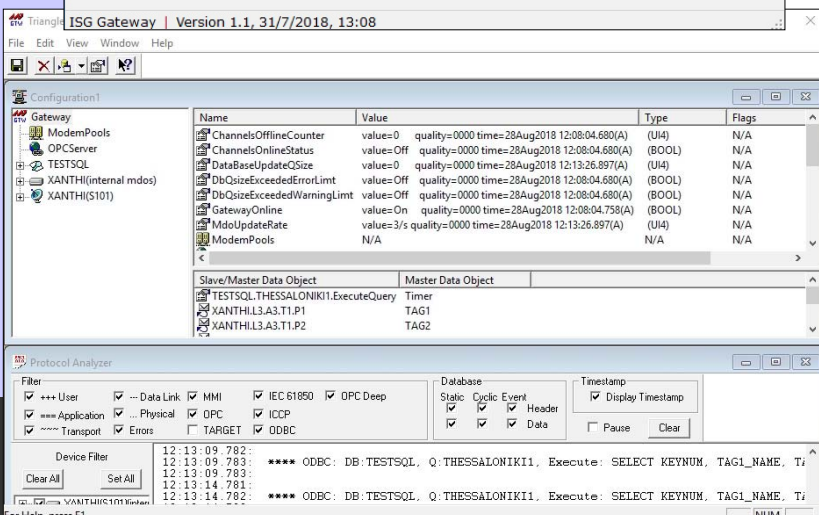 Triangle
ISG Gateway | Version 1.1, 31/7/2018, 13:08
File Edit View Window Help
Configuration1
Gateway
ModemPools
OPCServer
TESTSQL
XANTHI(internal mdos)
XANTHI(S101)
Name Value Type Flags
ChannelsOfflineCounter value=0 quality=0000 time=28Aug2018 12:08:04.680(A) (UI4) N/A
ChannelsOnlineStatus value=Off quality=0000 time=28Aug2018 12:08:04.680(A) (BOOL) N/A
DataBaseUpdateQSize value=0 quality=0000 time=28Aug2018 12:13:26.897(A) (UI4) N/A
DbQsizeExceededErrorLimt value=Off quality=0000 time=28Aug2018 12:08:04.680(A) (BOOL) N/A
DbQsizeExceededWarningLimt value=Off quality=0000 time=28Aug2018 12:08:04.680(A) (BOOL) N/A
GatewayOnline value=On quality=0000 time=28Aug2018 12:08:04.758(A) (BOOL) N/A
MdoUpdateRate value=3/s quality=0000 time=28Aug2018 12:13:26.897(A) (UI4) N/A
ModemPools N/A N/A N/A
Slave/Master Data Object Master Data Object
TESTSQL.THESSALONIKI1.ExecuteQuery Timer
XANTHI.L3.A3.T1.P1 TAG1
XANTHI.L3.A3.T1.P2 TAG2
Protocol Analyzer
Filter Database Timestamp
+++ User --- Data Link MMI IEC 61850 OPC Deep Static Cyclic Event Display Timestamp
=== Application ... Physical OPC ICCP Header
~~~ Transport Errors TARGET ODBC Data Pause Clear
Device Filter
Clear All Set All
12:13:09.782:
12:13:09.783: **** ODBC: DB:TESTSQL, Q:THESSALONIKI1, Execute: SELECT KEYNUM, TAG1_NAME,
12:13:09.783:
12:13:14.781:
12:13:14.782: **** ODBC: DB:TESTSQL, Q:THESSALONIKI1, Execute: SELECT KEYNUM, TAG1_NAME,
NUM